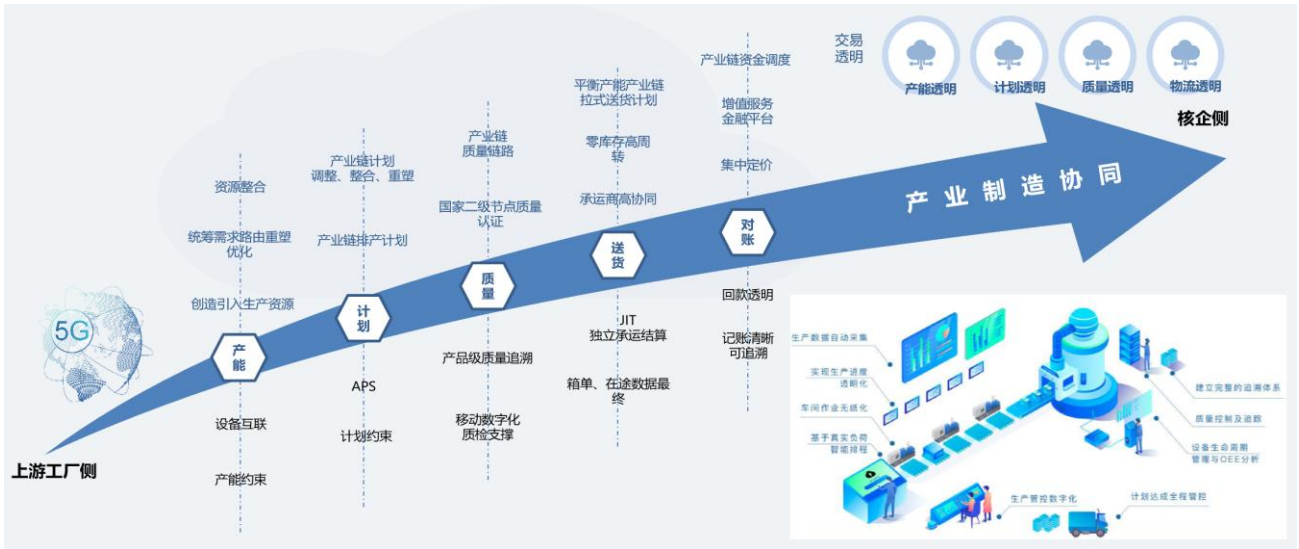 交易
透明
产能透明
计划透明
质量透明
物流透明
核企侧
产业制造协同
产业链资金调度
增值服务
金融平台
集中定价
对
账
回款透明
记账清晰
可追溯
平衡产能产业链
拉式送货计划
零库存高周
转
承运商高协同
送
货
JIT
独立承运结算
箱单、在途数据最
终
产业链
质量链路
国家二级节点质量
认证
质
量
产品级质量追溯
移动数字化
质检支撑
产业链计划
调整、整合、重塑
产业链排产计划
计
划
APS
计划约束
资源整合
统筹需求路由重塑
优化
创造引入生产资源
产
能
设备互联
产能约束
5G
上游工厂侧
生产数据自动采集
实现生产进度
透明化
车间作业无纸化
基于真实负荷
智能排程
建立完整的追溯体系
质量控制及追踪
设备生命周期
管理与OEE分析
生产管控数字化
计划达成全程管控